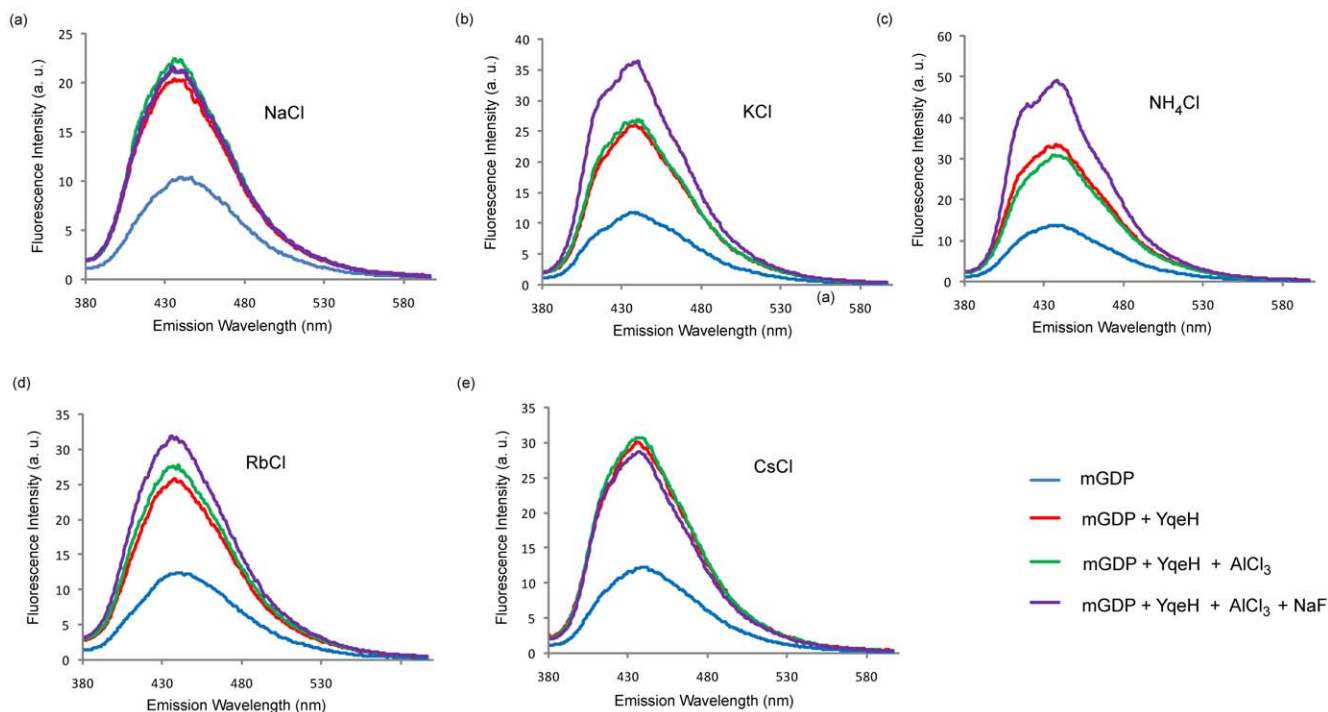 (a)
Fluorescence Intensity (a. u.)
25
20
15
10
5
0
NaCl
380 430 480 530 580
Emission Wavelength (nm)
(b)
Fluorescence Intensity (a. u.)
40
35
30
25
20
15
10
5
0
KCl
(a)
380 430 480 530 580
Emission Wavelength (nm)
(c)
Fluorescence Intensity (a. u.)
60
50
40
30
20
10
0
NH₄Cl
380 430 480 530 580
Emission Wavelength (nm)
(d)
Fluorescence Intensity (a. u.)
35
30
25
20
15
10
5
0
RbCl
380 430 480 530
Emission Wavelength (nm)
(e)
Fluorescence Intensity (a. u.)
35
30
25
20
15
10
5
0
CsCl
380 430 480 530 580
Emission Wavelength (nm)
mGDP
mGDP + YqeH
mGDP + YqeH + AlCl₃
mGDP + YqeH + AlCl₃ + NaF